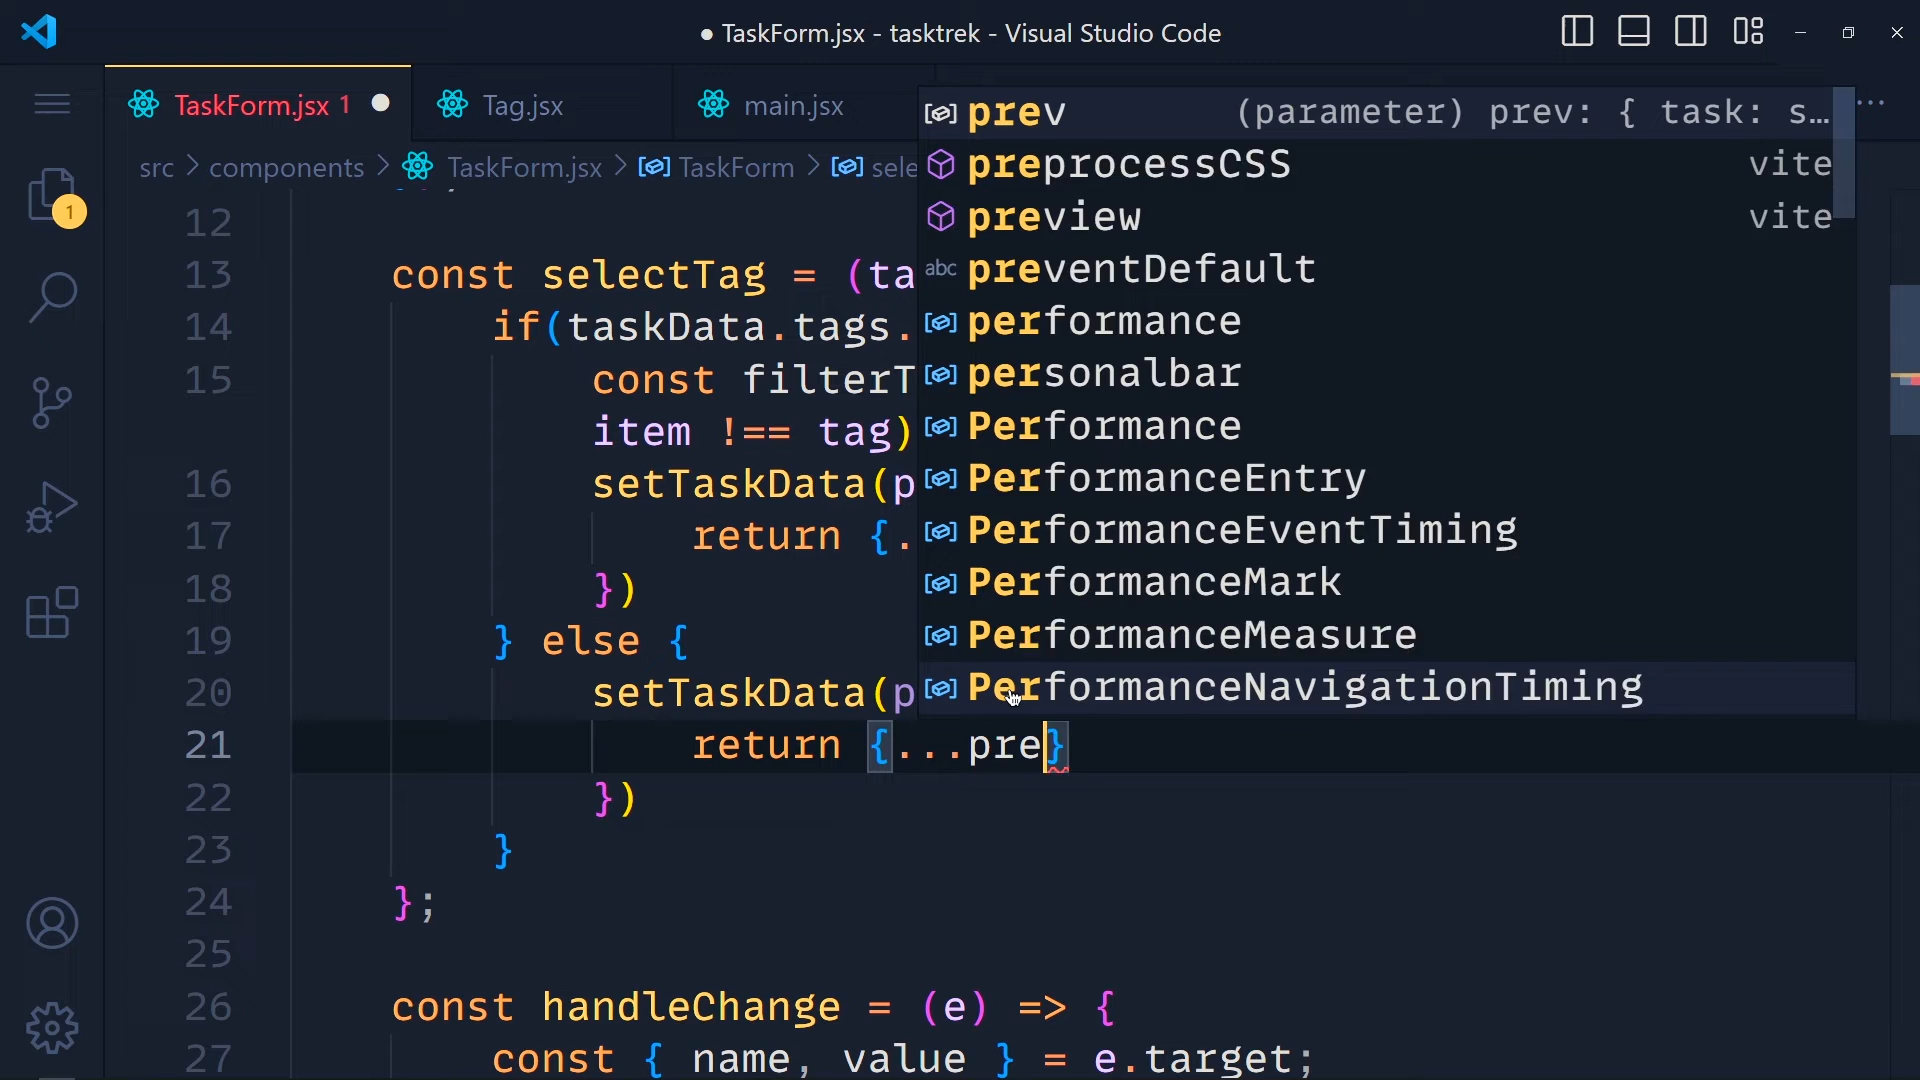 ● TaskForm.jsx - tasktrek - Visual Studio Code
TaskForm.jsx 1 ●
Tag.jsx
main.jsx
...
src > components > TaskForm.jsx > TaskForm > sele
1
prev (parameter) prev: { task: s...
preprocessCSS vite
preview vite
abc preventDefault
performance
personalbar
Performance
PerformanceEntry
PerformanceEventTiming
PerformanceMark
PerformanceMeasure
PerformanceNavigationTiming
12
13 const selectTag = (ta
14 if(taskData.tags.
15 const filterT
item !== tag)
16 setTaskData(p
17 return {.
18 })
19 } else {
20 setTaskData(p
21 return {...pre}
22 })
23 }
24 };
25
26 const handleChange = (e) => {
27 const { name, value } = e.target;